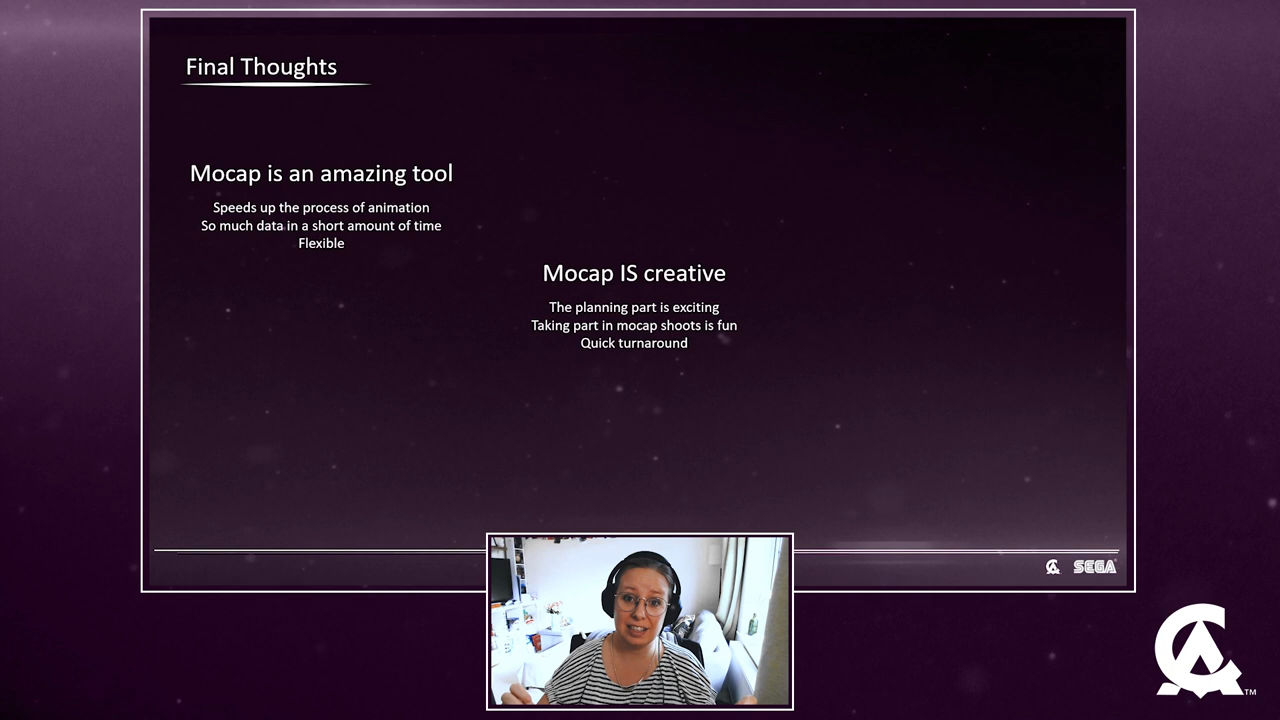 Final Thoughts
Mocap is an amazing tool
Speeds up the process of animation
So much data in a short amount of time
Flexible
Mocap IS creative
The planning part is exciting
Taking part in mocap shoots is fun
Quick turnaround
SEGA
TM